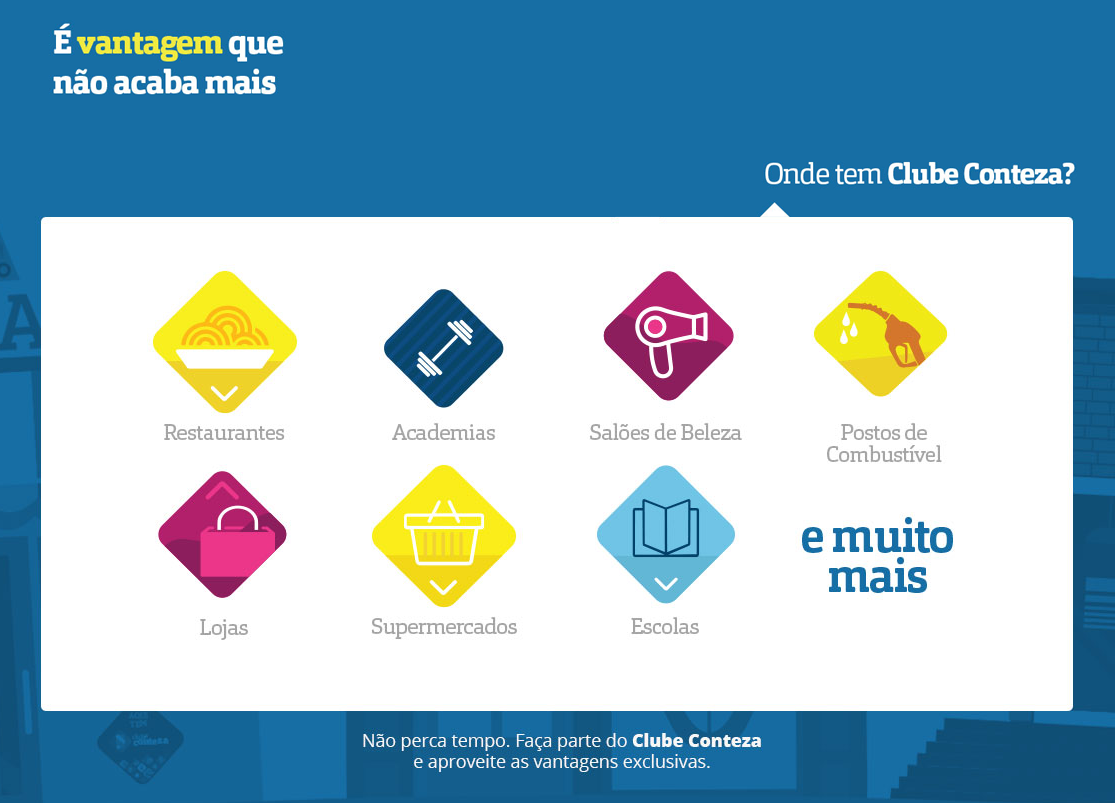 É vantagem que
não acaba mais
Onde tem Clube Conteza?
Restaurantes
Academias
Salões de Beleza
Postos de
Combustível
Lojas
Supermercados
Escolas
e muito
mais
Não perca tempo. Faça parte do Clube Conteza
e aproveite as vantagens exclusivas.
A
conteza